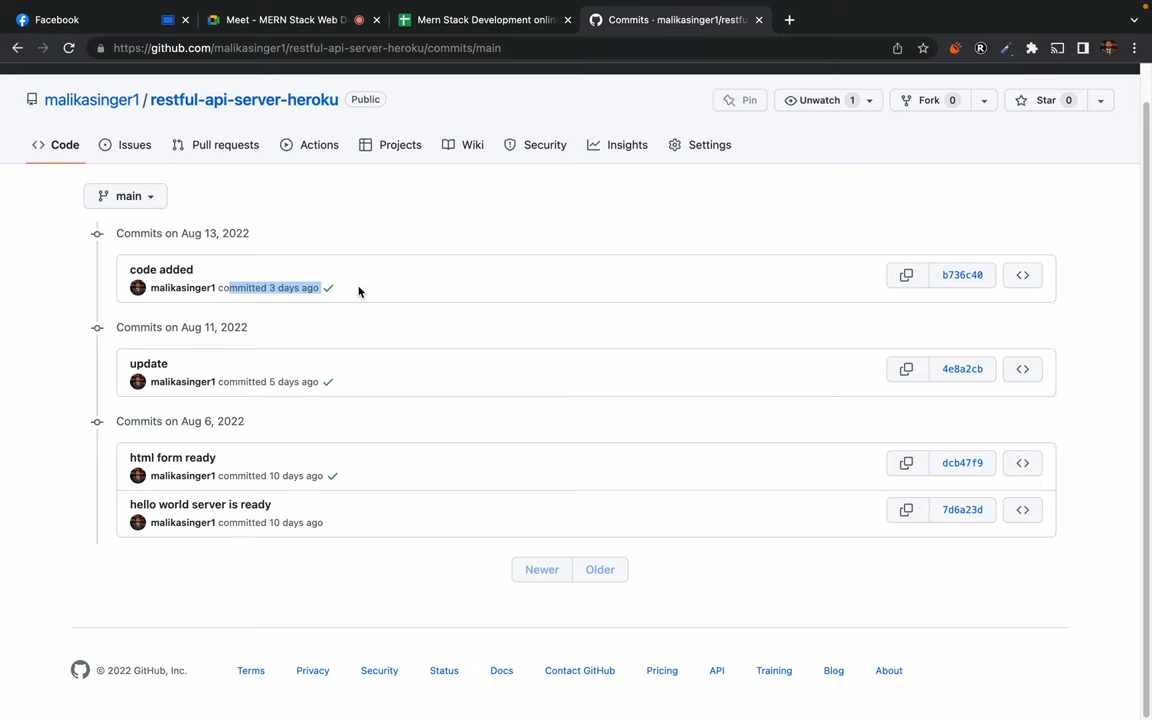 Facebook
Meet - MERN Stack Web D
Mern Stack Development onlin
Commits · malikasinger1/restfu
https://github.com/malikasinger1/restful-api-server-heroku/commits/main
malikasinger1 / restful-api-server-heroku Public
Pin
Unwatch 1
Fork 0
Star 0
<> Code
Issues
Pull requests
Actions
Projects
Wiki
Security
Insights
Settings
main
Commits on Aug 13, 2022
code added
malikasinger1 committed 3 days ago
b736c40
Commits on Aug 11, 2022
update
malikasinger1 committed 5 days ago
4e8a2cb
Commits on Aug 6, 2022
html form ready
malikasinger1 committed 10 days ago
dcb47f9
hello world server is ready
malikasinger1 committed 10 days ago
7d6a23d
Newer
Older
© 2022 GitHub, Inc.
Terms
Privacy
Security
Status
Docs
Contact GitHub
Pricing
API
Training
Blog
About